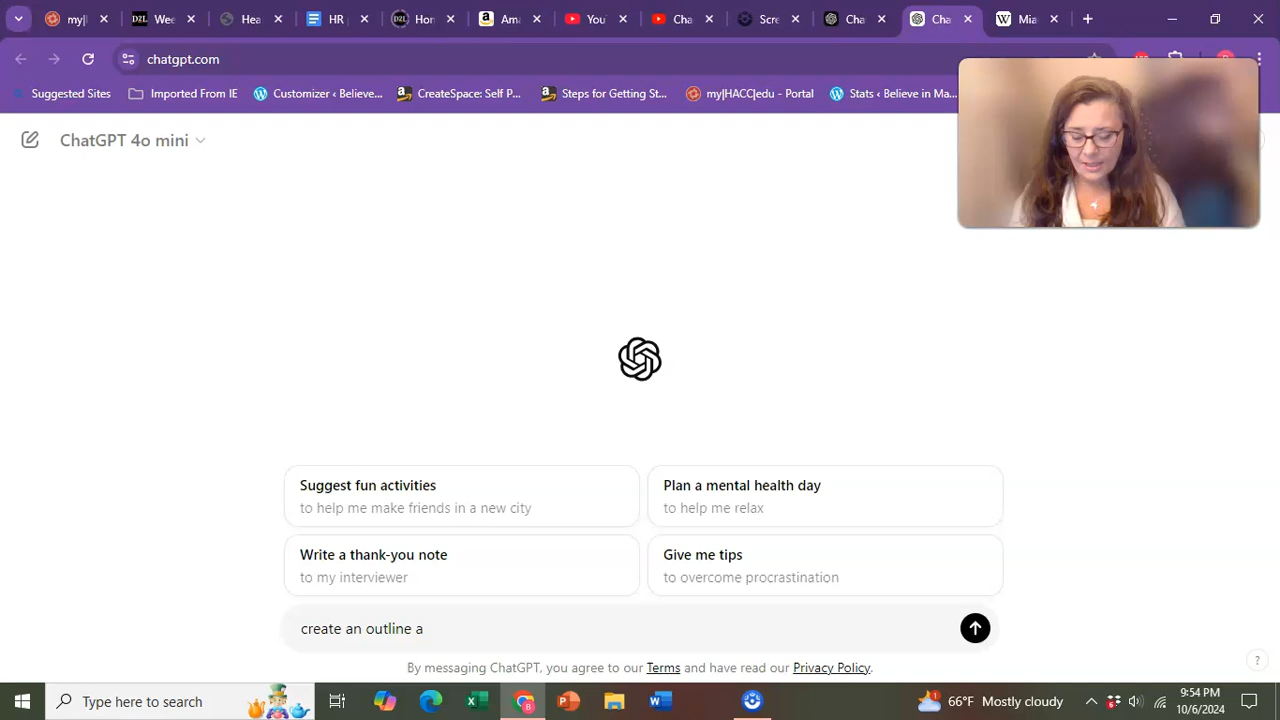 my|
Wee
Hea
HR
D2L
Hor
Ama
You
Cha
Scre
Cha
Cha
W
Mia
chatgpt.com
Suggested Sites
Imported From IE
Customizer ‹ Believe...
CreateSpace: Self P...
Steps for Getting St...
my|HACC|edu - Portal
Stats ‹ Believe in Ma...
ChatGPT 4o mini
Suggest fun activities
to help me make friends in a new city
Plan a mental health day
to help me relax
Write a thank-you note
to my interviewer
Give me tips
to overcome procrastination
create an outline a
By messaging ChatGPT, you agree to our Terms and have read our Privacy Policy.
?
Type here to search
66°F Mostly cloudy
9:54 PM
10/6/2024